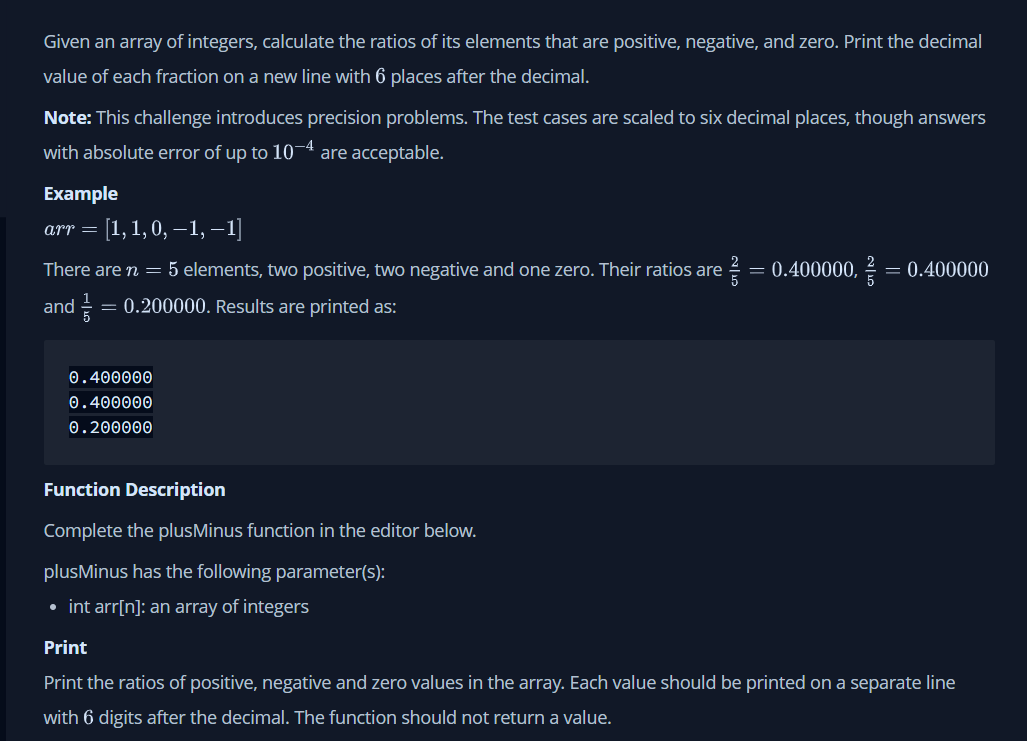 Given an array of integers, calculate the ratios of its elements that are positive, negative, and zero. Print the decimal
value of each fraction on a new line with 6 places after the decimal.
Note: This challenge introduces precision problems. The test cases are scaled to six decimal places, though answers
with absolute error of up to 10⁻⁴ are acceptable.
Example
arr = [1, 1, 0, −1, −1]
There are n = 5 elements, two positive, two negative and one zero. Their ratios are 2/5 = 0.400000, 2/5 = 0.400000
and 1/5 = 0.200000. Results are printed as:
0.400000
0.400000
0.200000
Function Description
Complete the plusMinus function in the editor below.
plusMinus has the following parameter(s):
• int arr[n]: an array of integers
Print
Print the ratios of positive, negative and zero values in the array. Each value should be printed on a separate line
with 6 digits after the decimal. The function should not return a value.